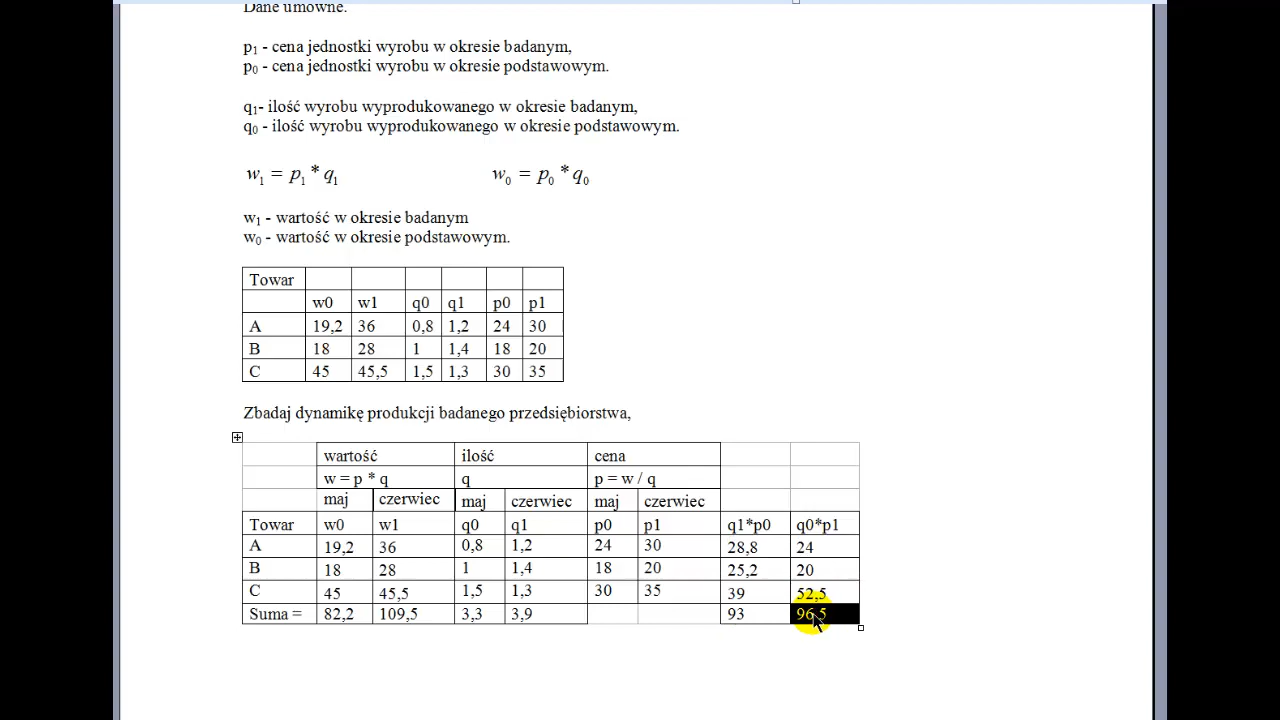 Dane umowne.
p1 - cena jednostki wyrobu w okresie badanym,
p0 - cena jednostki wyrobu w okresie podstawowym.
q1- ilość wyrobu wyprodukowanego w okresie badanym,
q0 - ilość wyrobu wyprodukowanego w okresie podstawowym.
w1 = p1 * q1 w0 = p0 * q0
w1 - wartość w okresie badanym
w0 - wartość w okresie podstawowym.
Towar
w0 w1 q0 q1 p0 p1
A 19,2 36 0,8 1,2 24 30
B 18 28 1 1,4 18 20
C 45 45,5 1,5 1,3 30 35
Zbadaj dynamikę produkcji badanego przedsiębiorstwa,
wartość ilość cena
w = p * q q p = w / q
maj czerwiec maj czerwiec maj czerwiec
Towar w0 w1 q0 q1 p0 p1 q1*p0 q0*p1
A 19,2 36 0,8 1,2 24 30 28,8 24
B 18 28 1 1,4 18 20 25,2 20
C 45 45,5 1,5 1,3 30 35 39 52,5
Suma = 82,2 109,5 3,3 3,9 93 96,5